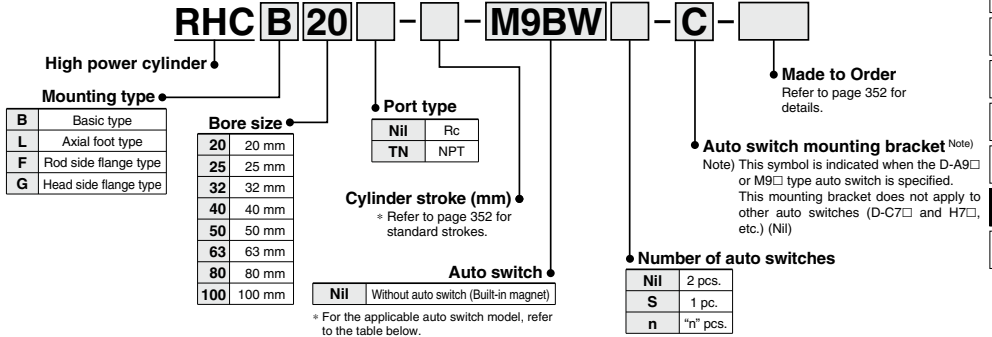 RHC B 20 - - M9BW - C -
High power cylinder
Mounting type
B Basic type
L Axial foot type
F Rod side flange type
G Head side flange type
Bore size
20 20 mm
25 25 mm
32 32 mm
40 40 mm
50 50 mm
63 63 mm
80 80 mm
100 100 mm
Port type
Nil Rc
TN NPT
Cylinder stroke (mm)
* Refer to page 352 for
standard strokes.
Auto switch
Nil Without auto switch (Built-in magnet)
* For the applicable auto switch model, refer
to the table below.
Number of auto switches
Nil 2 pcs.
S 1 pc.
n "n" pcs.
Auto switch mounting bracket Note)
Note) This symbol is indicated when the D-A9□
or M9□ type auto switch is specified.
This mounting bracket does not apply to
other auto switches (D-C7□ and H7□,
etc.) (Nil)
Made to Order
Refer to page 352 for
details.